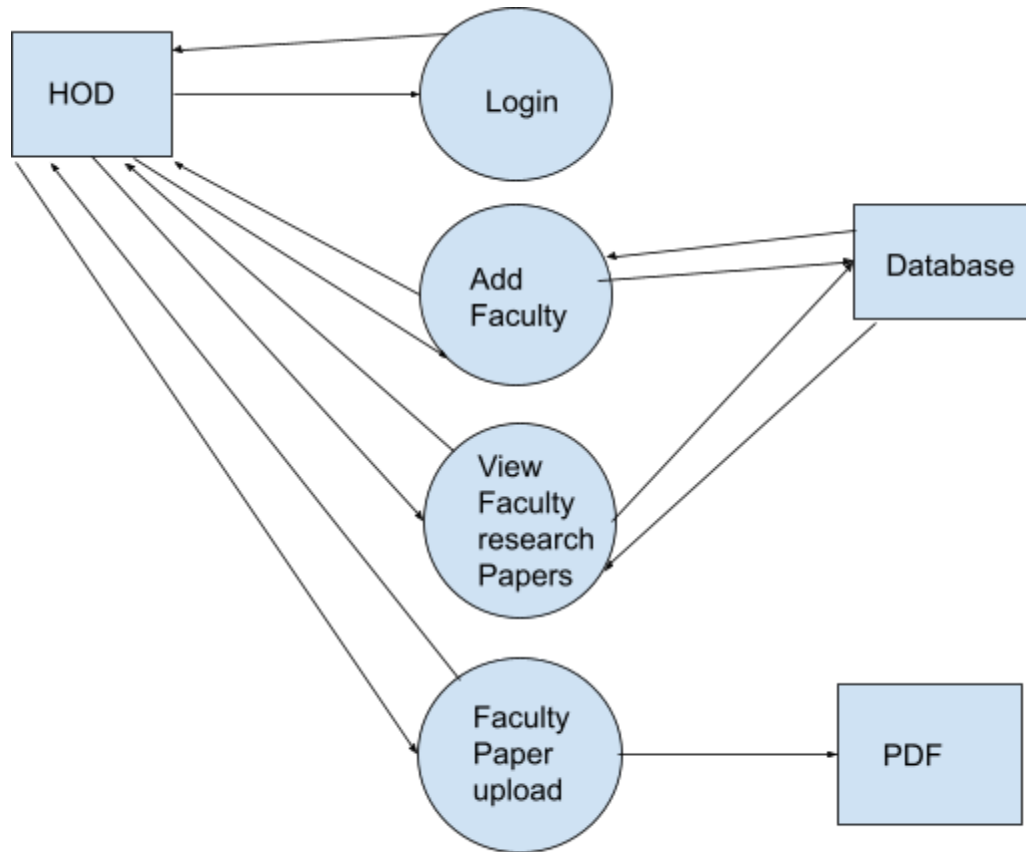 HOD
Login
Add
Faculty
Database
View
Faculty
research
Papers
Faculty
Paper
upload
PDF